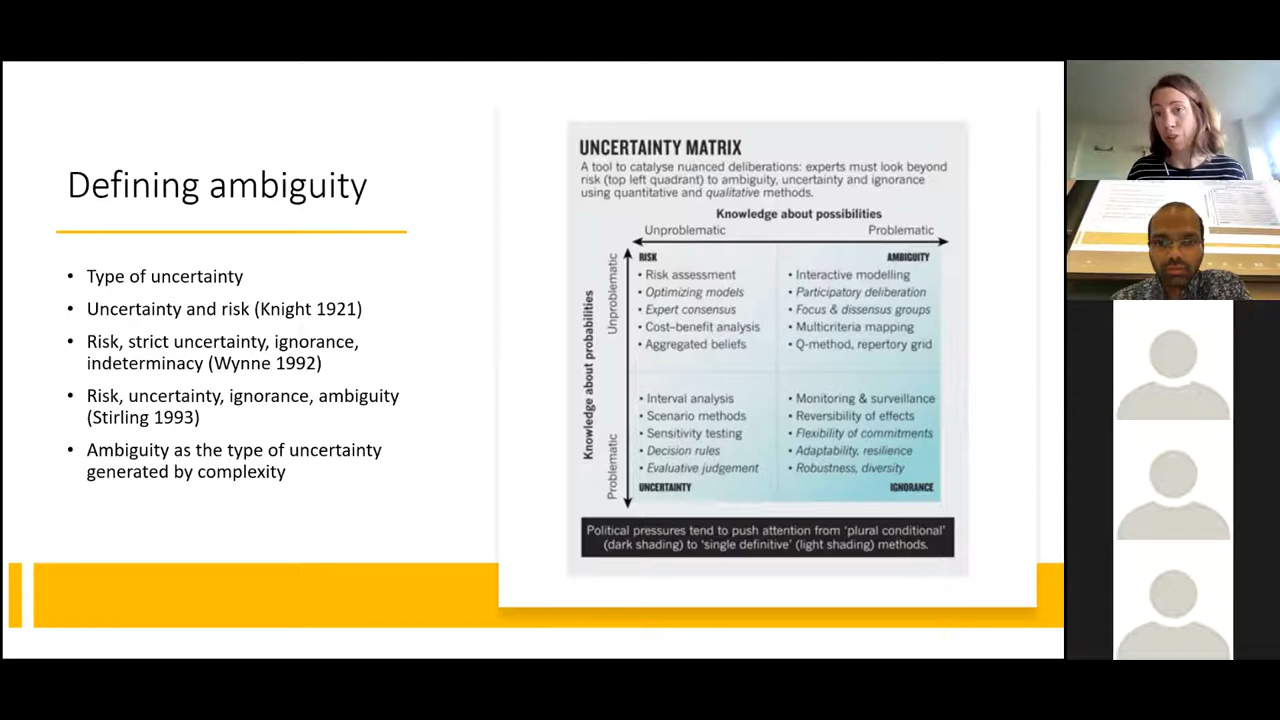 Defining ambiguity
• Type of uncertainty
• Uncertainty and risk (Knight 1921)
• Risk, strict uncertainty, ignorance,
indeterminacy (Wynne 1992)
• Risk, uncertainty, ignorance, ambiguity
(Stirling 1993)
• Ambiguity as the type of uncertainty
generated by complexity
UNCERTAINTY MATRIX
A tool to catalyse nuanced deliberations: experts must look beyond
risk (top left quadrant) to ambiguity, uncertainty and ignorance
using quantitative and qualitative methods.
Knowledge about possibilities
Unproblematic
Problematic
Knowledge about probabilities
Unproblematic
Problematic
RISK
• Risk assessment
• Optimizing models
• Expert consensus
• Cost–benefit analysis
• Aggregated beliefs
AMBIGUITY
• Interactive modelling
• Participatory deliberation
• Focus & dissensus groups
• Multicriteria mapping
• Q-method, repertory grid
• Interval analysis
• Scenario methods
• Sensitivity testing
• Decision rules
• Evaluative judgement
UNCERTAINTY
• Monitoring & surveillance
• Reversibility of effects
• Flexibility of commitments
• Adaptability, resilience
• Robustness, diversity
IGNORANCE
Political pressures tend to push attention from ‘plural conditional’
(dark shading) to ‘single definitive’ (light shading) methods.